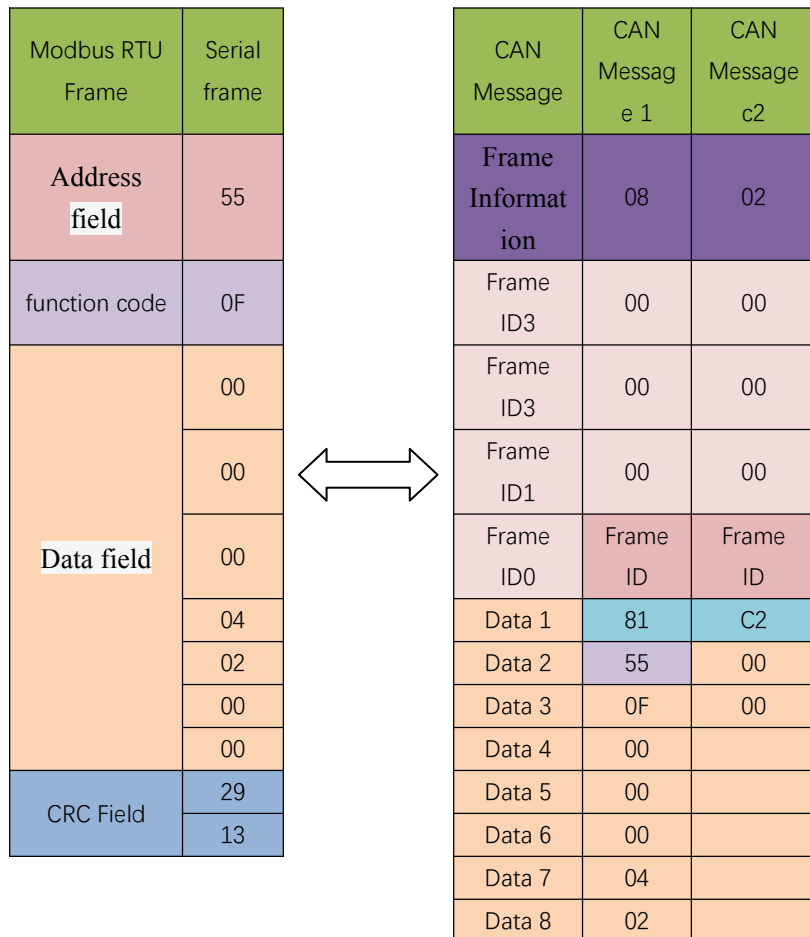 Modbus RTU
Frame
Serial
frame
Address
field
55
function code
0F
Data field
00
00
00
04
02
00
00
CRC Field
29
13
CAN
Message
CAN
Messag
e 1
CAN
Message
c2
Frame
Informat
ion
08
02
Frame
ID3
00
00
Frame
ID3
00
00
Frame
ID1
00
00
Frame
ID0
Frame
ID
Frame
ID
Data 1
81
C2
Data 2
55
00
Data 3
0F
00
Data 4
00
Data 5
00
Data 6
00
Data 7
04
Data 8
02